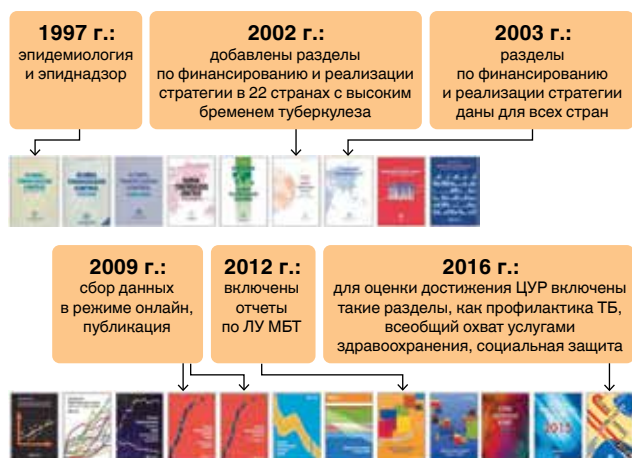 1997 г.:
эпидемиология
и эпиднадзор
2002 г.:
добавлены разделы
по финансированию и реализации
стратегии в 22 странах с высоким
бременем туберкулеза
2003 г.:
разделы
по финансированию
и реализации стратегии
даны для всех стран
2009 г.:
сбор данных
в режиме онлайн,
публикация
2012 г.:
включены
отчеты
по ЛУ МБТ
2016 г.:
для оценки достижения ЦУР включены
такие разделы, как профилактика ТБ,
всеобщий охват услугами
здравоохранения, социальная защита
2015